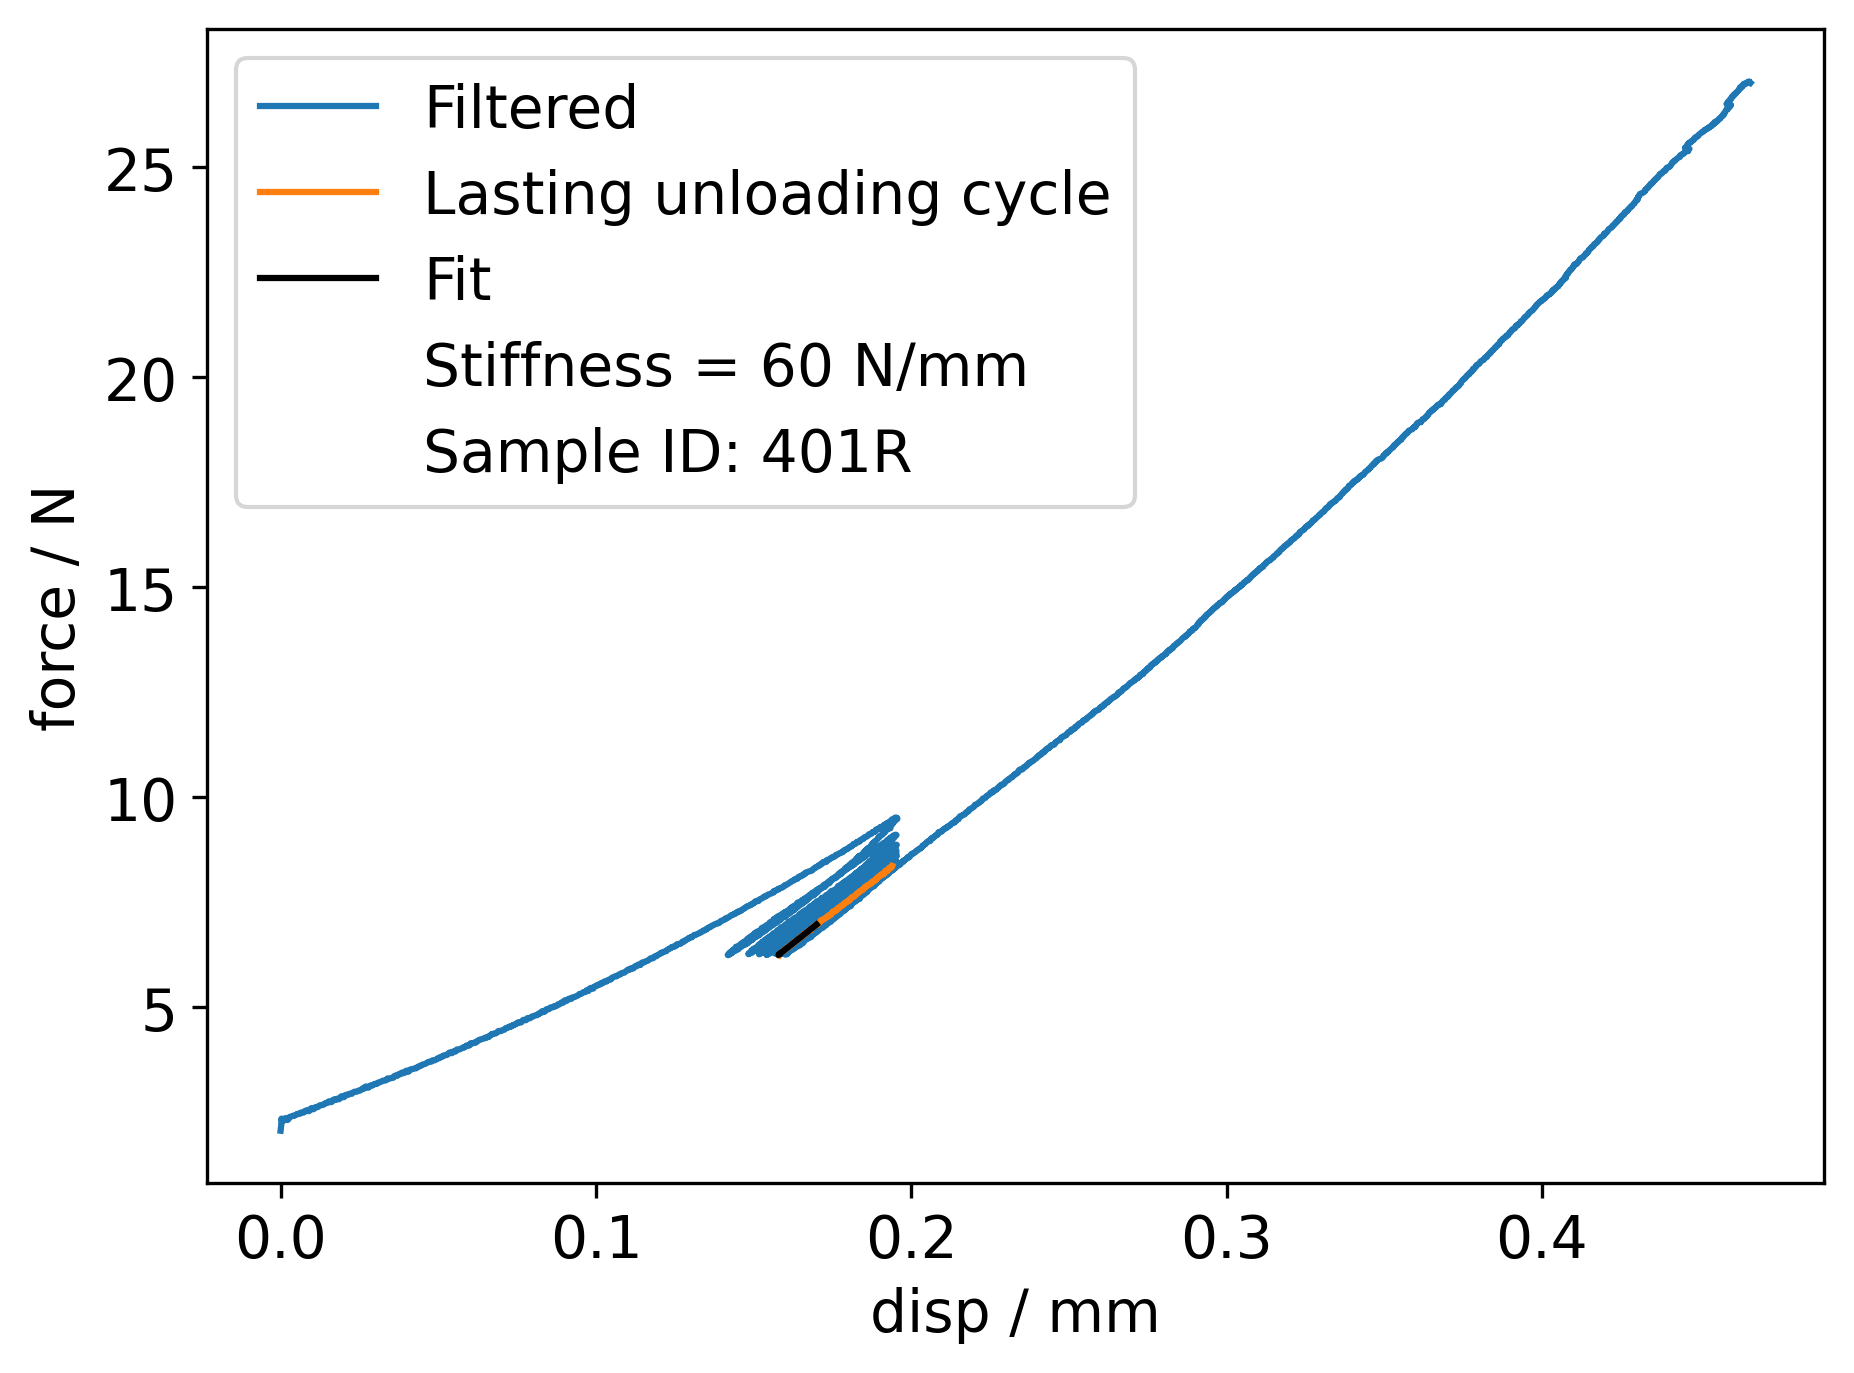 Filtered
Lasting unloading cycle
Fit
Stiffness = 60 N/mm
Sample ID: 401R
25
20
15
10
5
force / N
0.0 0.1 0.2 0.3 0.4
disp / mm